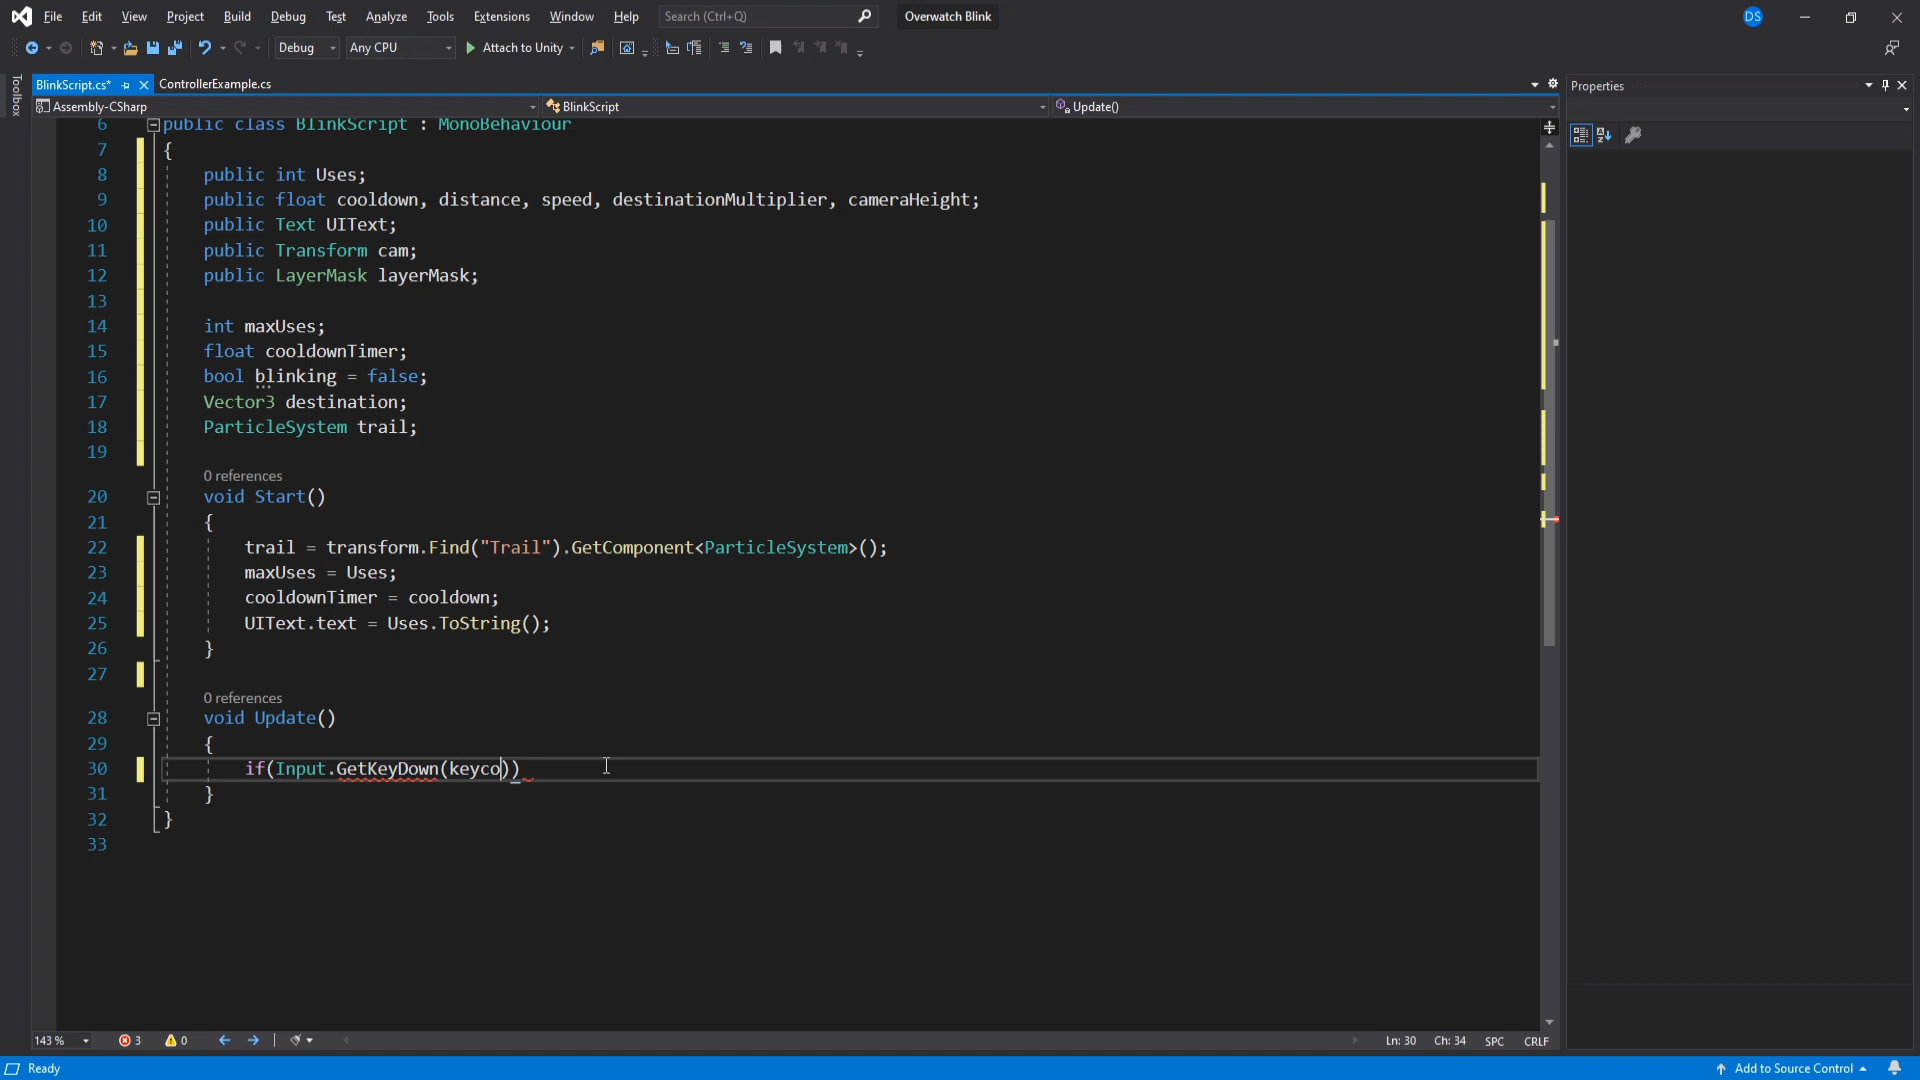 File Edit View Project Build Debug Test Analyze Tools Extensions Window Help Search (Ctrl+Q) Overwatch Blink DS
Debug Any CPU Attach to Unity
Toolbox
BlinkScript.cs* ControllerExample.cs
Properties
Assembly-CSharp BlinkScript Update()
6 public class BlinkScript : MonoBehaviour
7 {
8 public int Uses;
9 public float cooldown, distance, speed, destinationMultiplier, cameraHeight;
10 public Text UIText;
11 public Transform cam;
12 public LayerMask layerMask;
13
14 int maxUses;
15 float cooldownTimer;
16 bool blinking = false;
17 Vector3 destination;
18 ParticleSystem trail;
19
0 references
20 void Start()
21 {
22 trail = transform.Find("Trail").GetComponent<ParticleSystem>();
23 maxUses = Uses;
24 cooldownTimer = cooldown;
25 UIText.text = Uses.ToString();
26 }
27
0 references
28 void Update()
29 {
30 if(Input.GetKeyDown(keyco))
31 }
32 }
33
143 % 3 0 Ln: 30 Ch: 34 SPC CRLF
Ready Add to Source Control